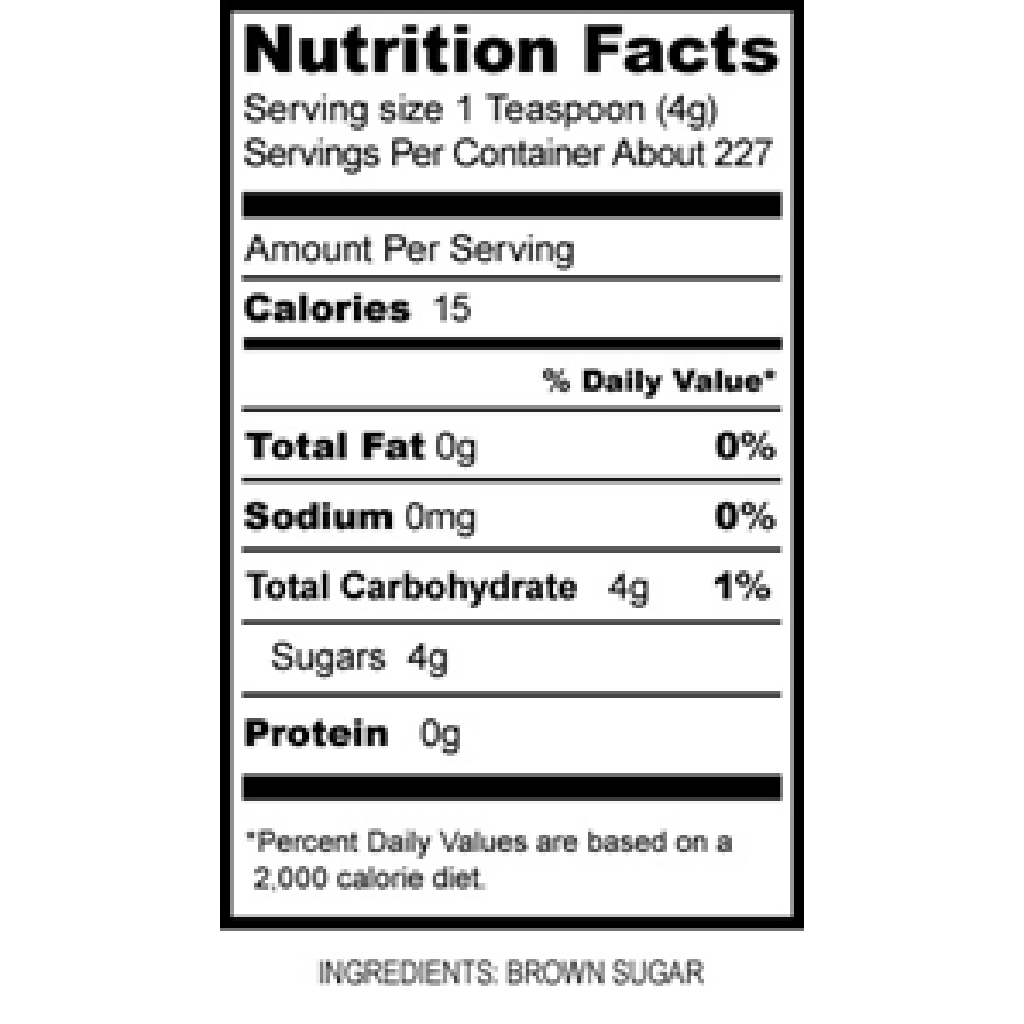 Nutrition Facts
Serving size 1 Teaspoon (4g)
Servings Per Container About 227
Amount Per Serving
Calories 15
% Daily Value*
Total Fat 0g 0%
Sodium 0mg 0%
Total Carbohydrate 4g 1%
Sugars 4g
Protein 0g
*Percent Daily Values are based on a
2,000 calorie diet.
INGREDIENTS: BROWN SUGAR